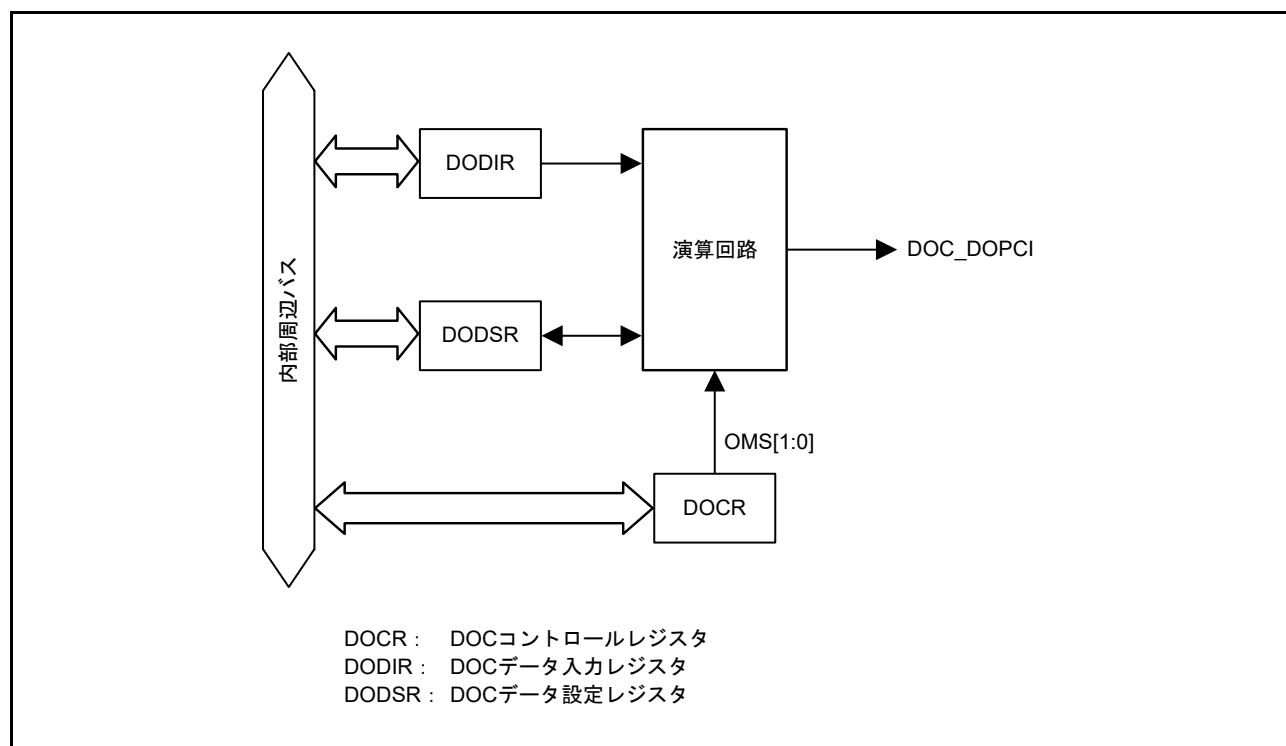 DODIR
演算回路
DOC_DOPCI
内部周辺バス
DODSR
OMS[1:0]
DOCR
DOCR： DOCコントロールレジスタ
DODIR： DOCデータ入力レジスタ
DODSR： DOCデータ設定レジスタ